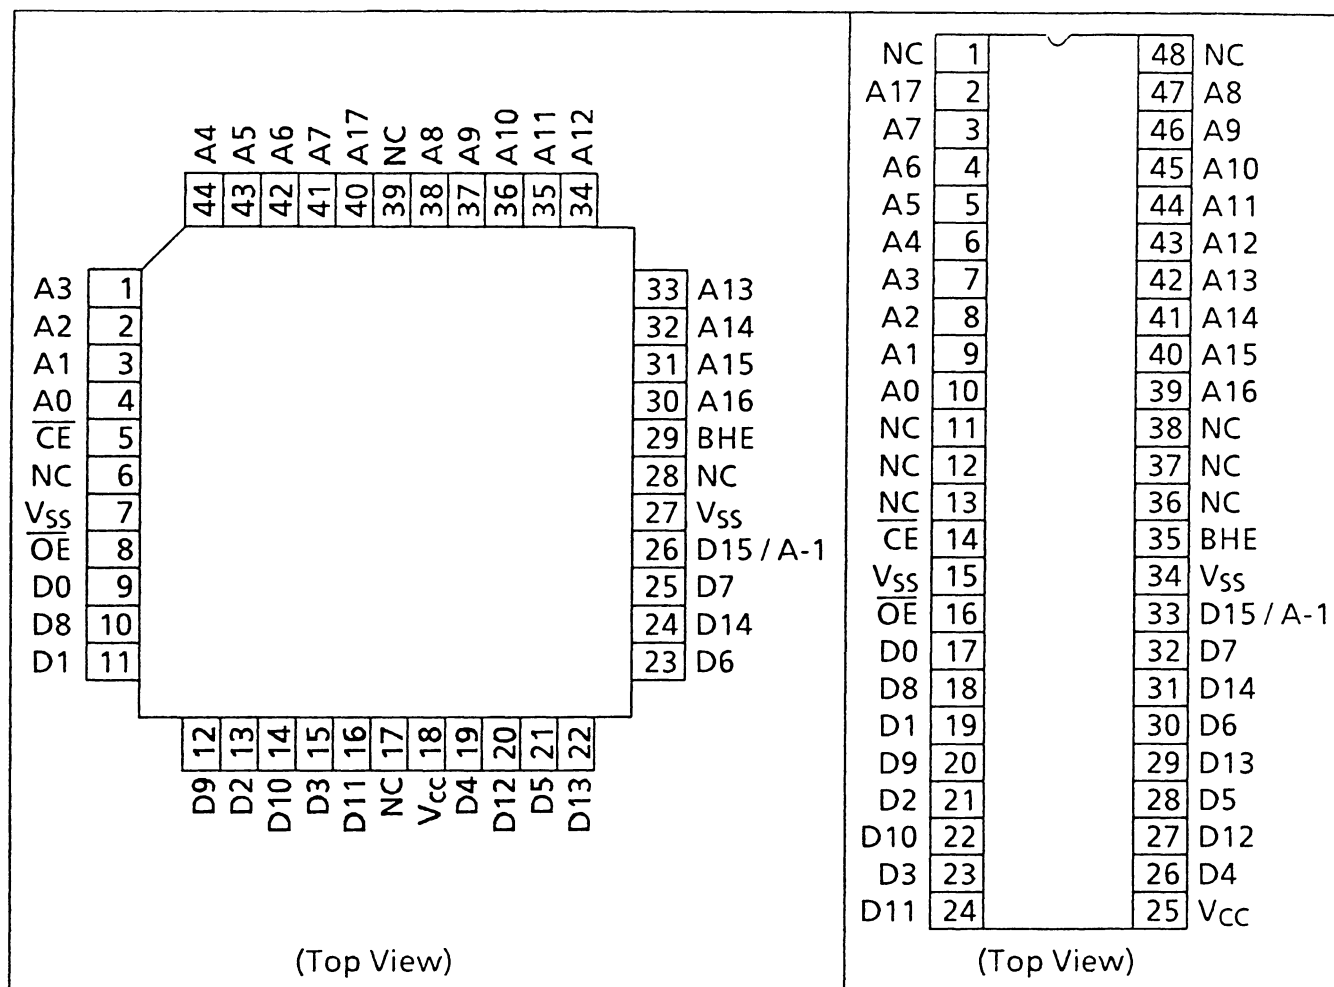 A4 A5 A6 A7 A17 NC A8 A9 A10 A11 A12
44 43 42 41 40 39 38 37 36 35 34
A3 1 33 A13
A2 2 32 A14
A1 3 31 A15
A0 4 30 A16
C̅E̅ 5 29 BHE
NC 6 28 NC
VSS 7 27 VSS
O̅E̅ 8 26 D15 / A-1
D0 9 25 D7
D8 10 24 D14
D1 11 23 D6
12 13 14 15 16 17 18 19 20 21 22
D9 D2 D10 D3 D11 NC VCC D4 D12 D5 D13
(Top View)
NC 1 48 NC
A17 2 47 A8
A7 3 46 A9
A6 4 45 A10
A5 5 44 A11
A4 6 43 A12
A3 7 42 A13
A2 8 41 A14
A1 9 40 A15
A0 10 39 A16
NC 11 38 NC
NC 12 37 NC
NC 13 36 NC
C̅E̅ 14 35 BHE
VSS 15 34 VSS
O̅E̅ 16 33 D15 / A-1
D0 17 32 D7
D8 18 31 D14
D1 19 30 D6
D9 20 29 D13
D2 21 28 D5
D10 22 27 D12
D3 23 26 D4
D11 24 25 VCC
(Top View)